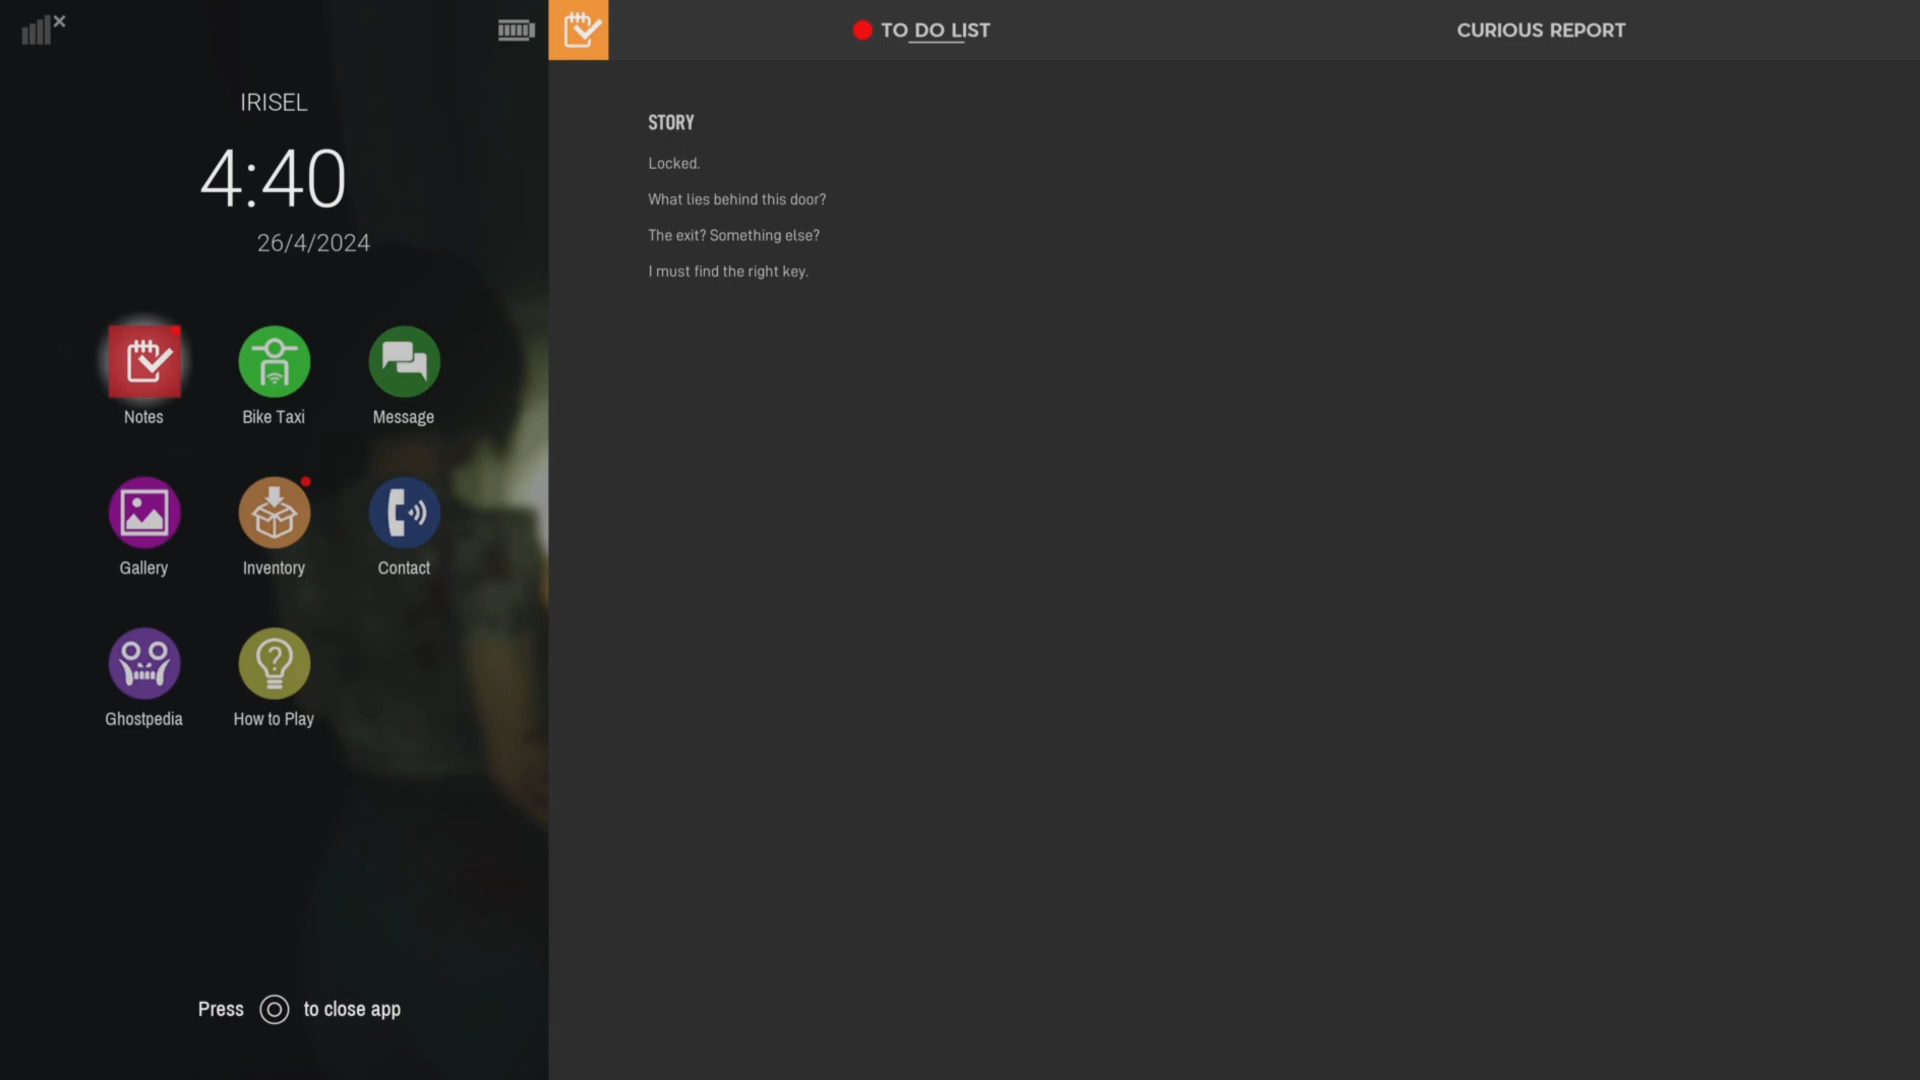 IRISEL
4:40
26/4/2024
Notes
Bike Taxi
Message
Gallery
Inventory
Contact
Ghostpedia
How to Play
Press to close app
TO DO LIST
CURIOUS REPORT
STORY
Locked.
What lies behind this door?
The exit? Something else?
I must find the right key.